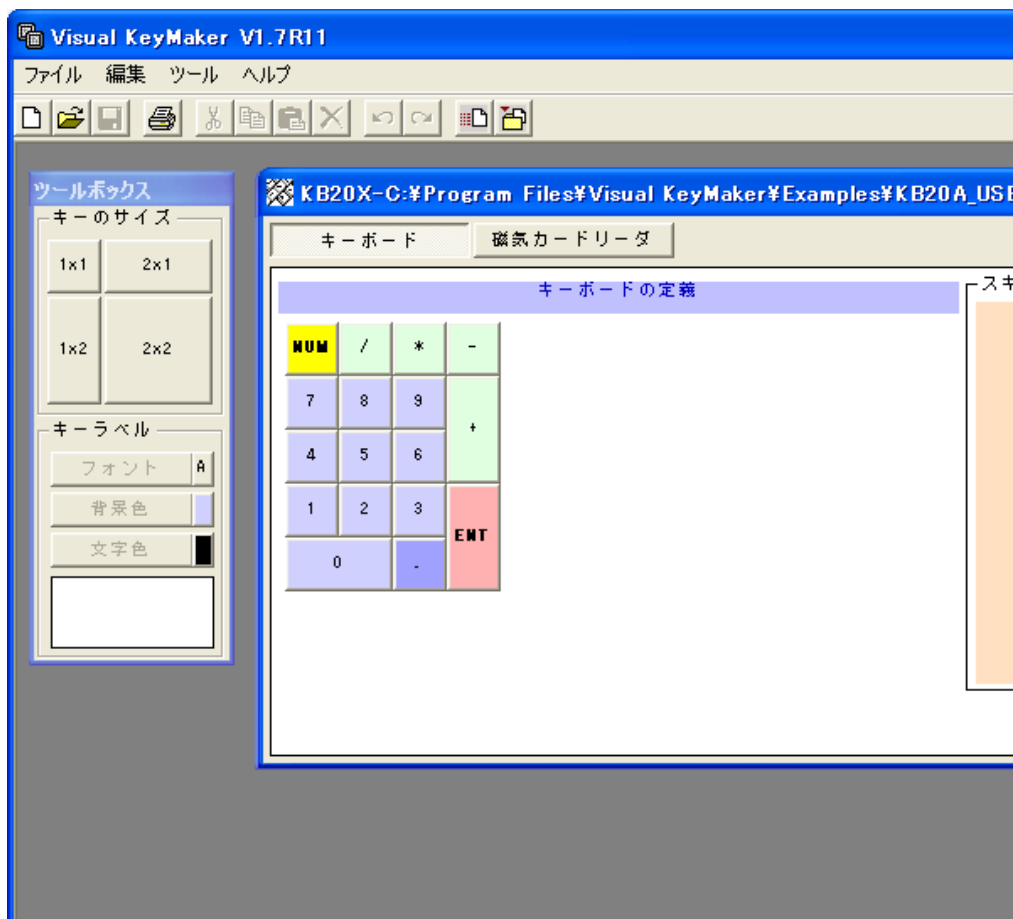 Visual KeyMaker V1.7R11
ファイル 編集 ツール ヘルプ
ツールボックス
キーのサイズ
1x1 2x1
1x2 2x2
キーラベル
フォント A
背景色
文字色
KB20X-C:¥Program Files¥Visual KeyMaker¥Examples¥KB20A_USB
キーボード 磁気カードリーダ
キーボードの定義
スキ
NUM / * -
7 8 9
+
4 5 6
1 2 3
ENT
0 .